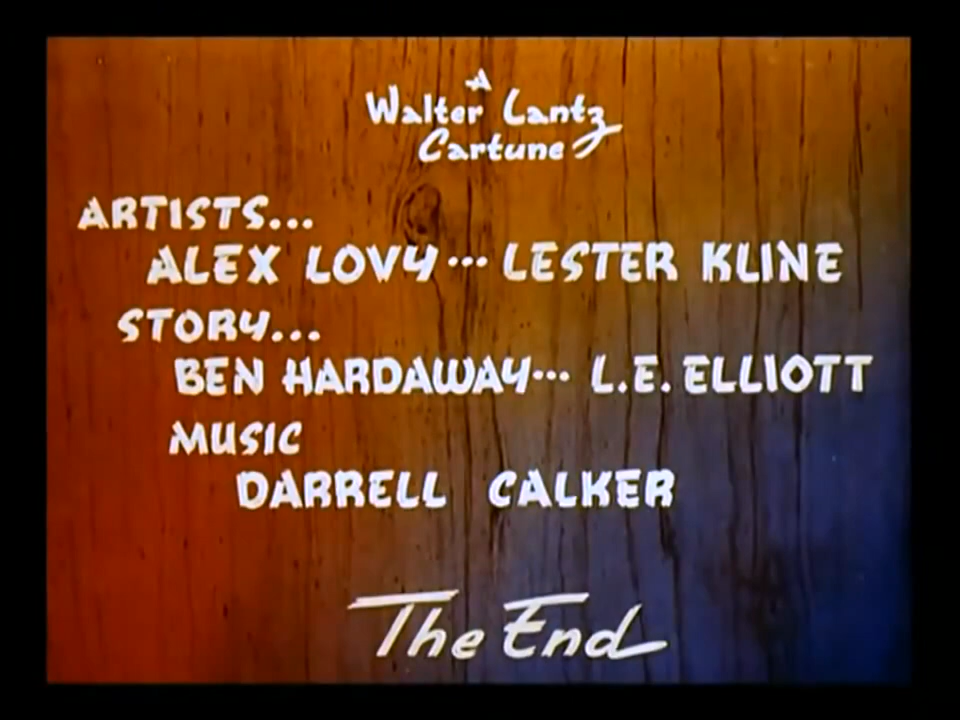 A
Walter Lantz
Cartune
ARTISTS...
ALEX LOVY... LESTER KLINE
STORY...
BEN HARDAWAY... L.E. ELLIOTT
MUSIC
DARRELL CALKER
The End